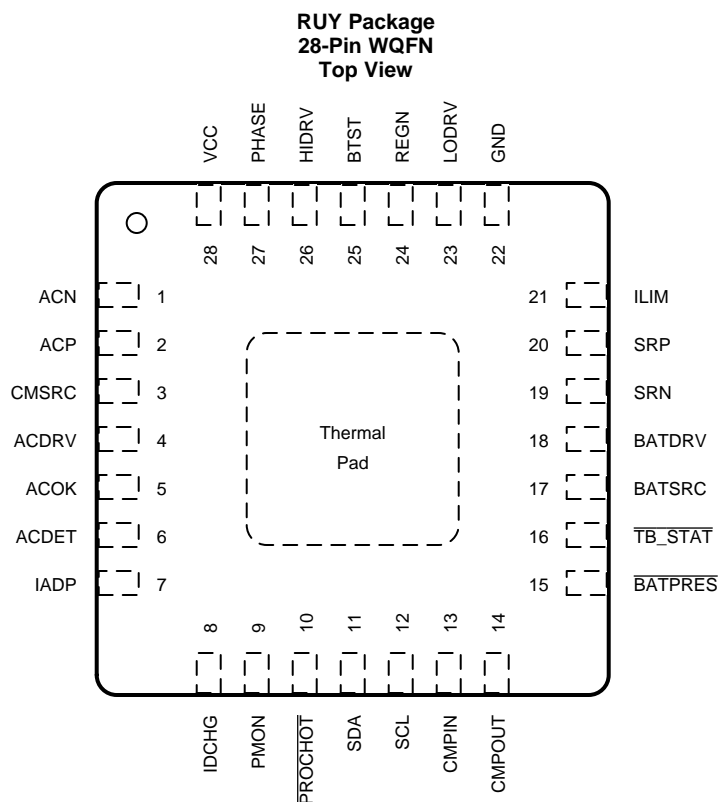 RUY Package
28-Pin WQFN
Top View
VCC
PHASE
HIDRV
BTST
REGN
LODRV
GND
28
27
26
25
24
23
22
ACN 1
ACP 2
CMSRC 3
ACDRV 4
ACOK 5
ACDET 6
IADP 7
21 ILIM
20 SRP
19 SRN
18 BATDRV
17 BATSRC
16 TB_STAT
15 BATPRES
Thermal
Pad
8
9
10
11
12
13
14
IDCHG
PMON
PROCHOT
SDA
SCL
CMPIN
CMPOUT